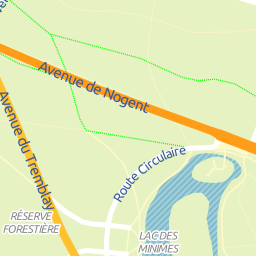 Avenue de Nogent
Avenue du Tremblay
Route Circulaire
RÉSERVE
FORESTIÈRE
LAC DES
MINIMES